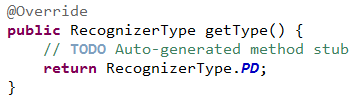 @Override
public RecognizerType getType() {
    // TODO Auto-generated method stub
    return RecognizerType.PD;
}